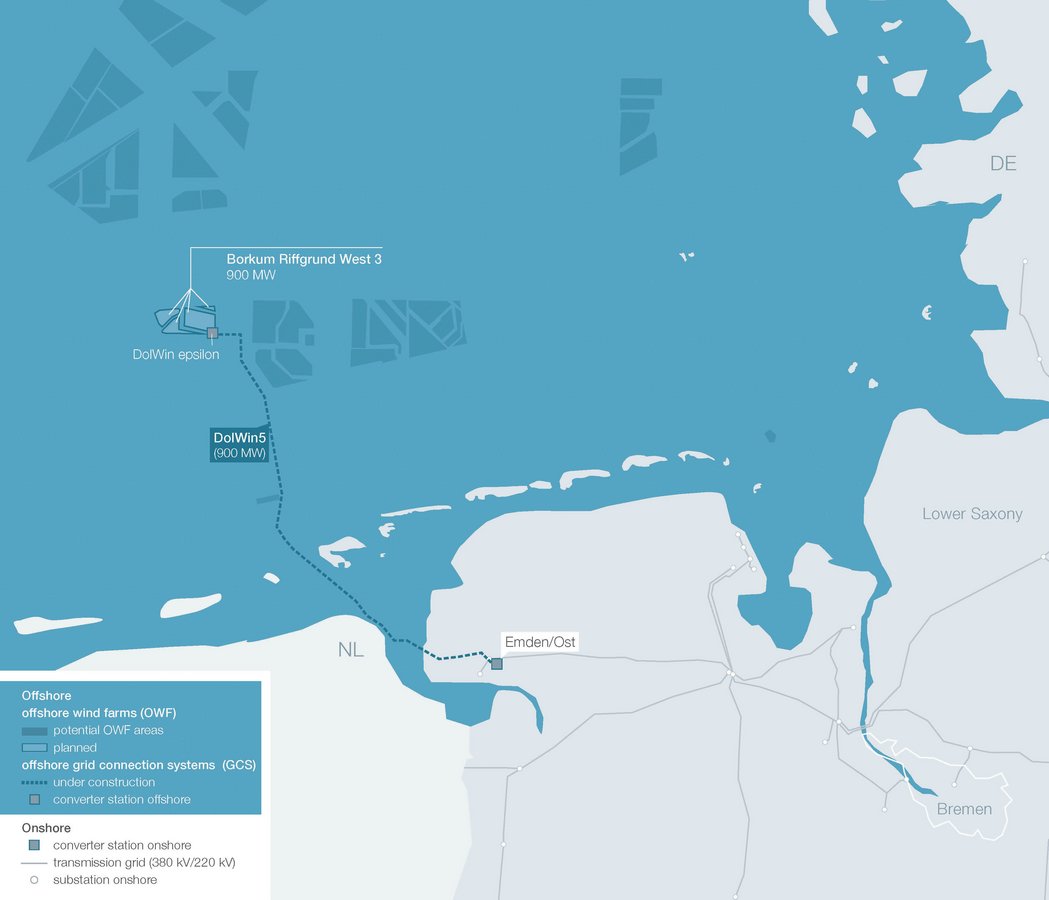 DE
Borkum Riffgrund West 3
900 MW
DolWin epsilon
DolWin5
(900 MW)
Lower Saxony
Emden/Ost
NL
Bremen
Offshore
offshore wind farms (OWF)
potential OWF areas
planned
offshore grid connection systems (GCS)
under construction
converter station offshore
Onshore
converter station onshore
transmission grid (380 kV/220 kV)
substation onshore